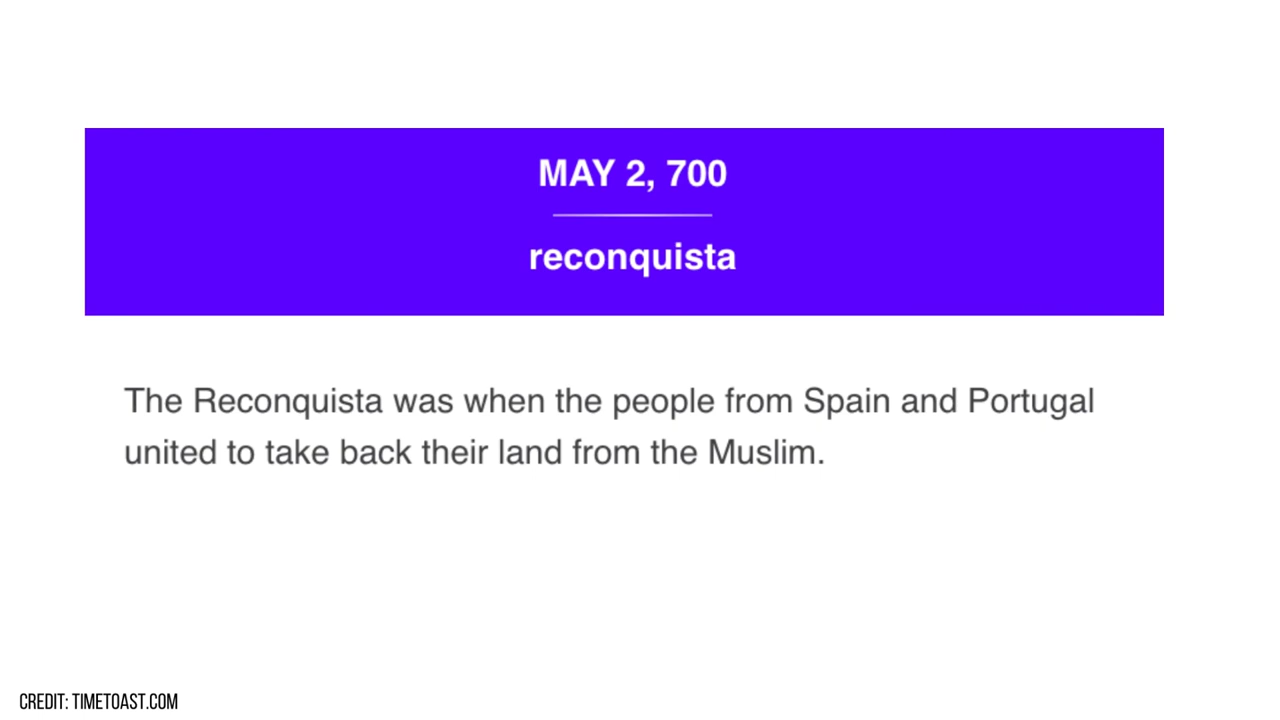 MAY 2, 700
reconquista
The Reconquista was when the people from Spain and Portugal
united to take back their land from the Muslim.
CREDIT: TIMETOAST.COM